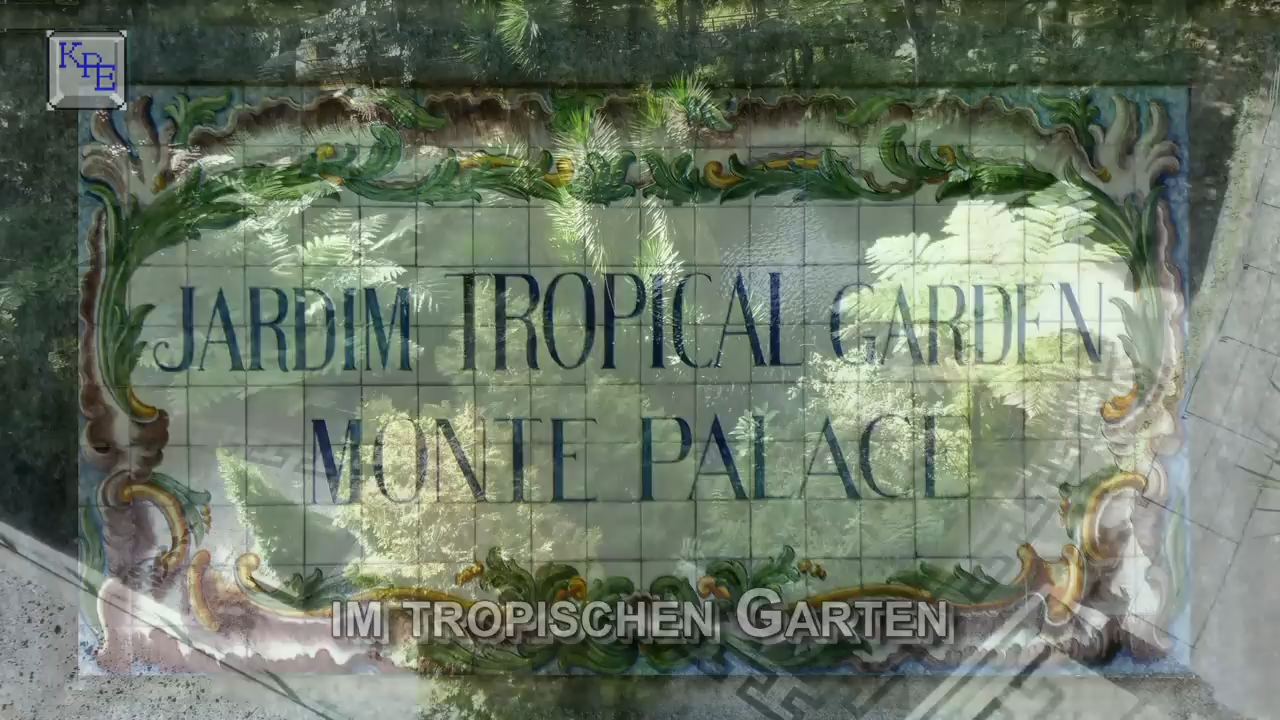 KPE
JARDIM TROPICAL GARDEN
MONTE PALACE
IM TROPISCHEN GARTEN